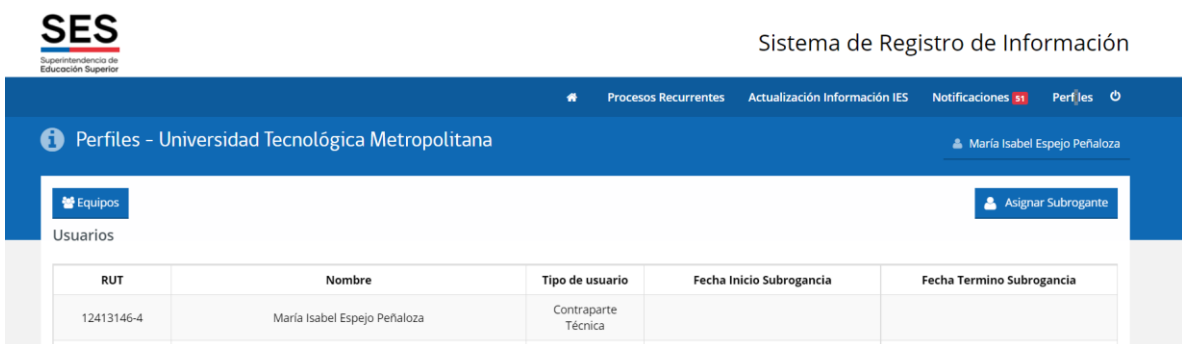 SES
Superintendencia de
Educación Superior
Sistema de Registro de Información
Procesos Recurrentes Actualización Información IES Notificaciones 51 Perfiles
Perfiles - Universidad Tecnológica Metropolitana
María Isabel Espejo Peñaloza
Equipos Asignar Subrogante
Usuarios
RUT Nombre Tipo de usuario Fecha Inicio Subrogancia Fecha Termino Subrogancia
12413146-4 María Isabel Espejo Peñaloza Contraparte
Técnica